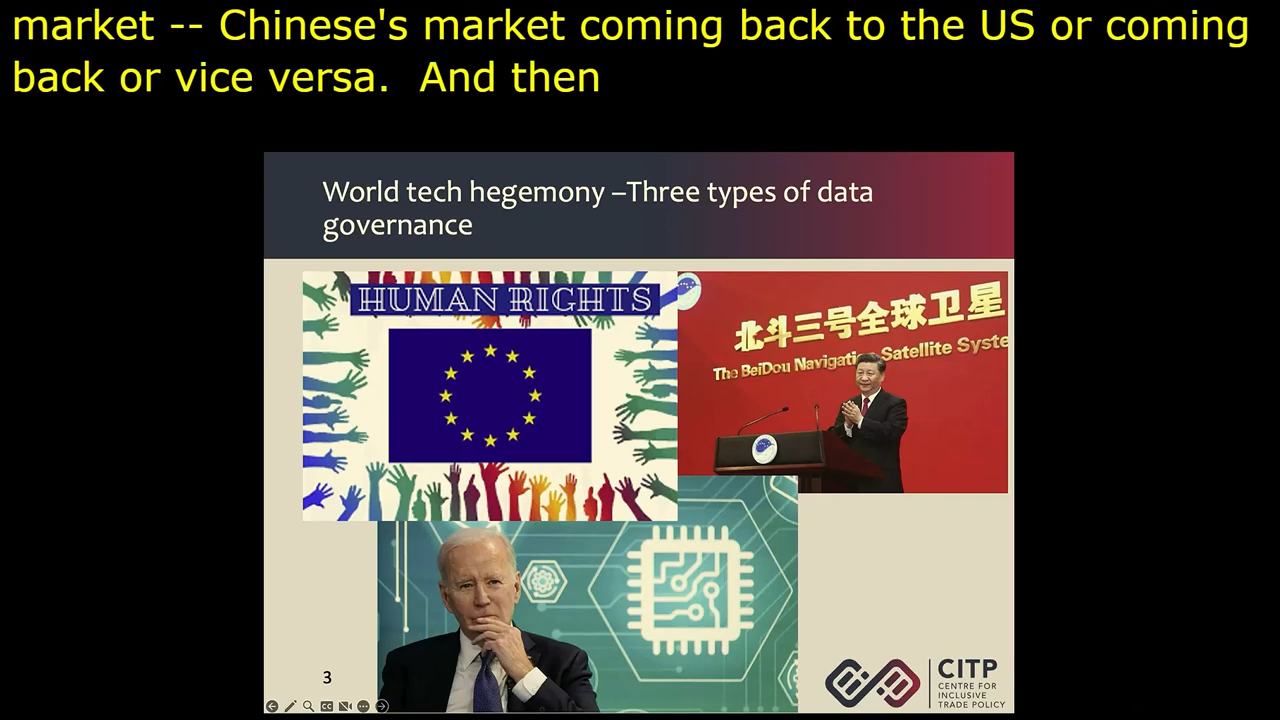 market -- Chinese's market coming back to the US or coming
back or vice versa.  And then
World tech hegemony –Three types of data
governance
HUMAN RIGHTS
北斗三号全球卫星
The BeiDou Navigation Satellite Syste
3
CITP
CENTRE FOR
INCLUSIVE
TRADE POLICY